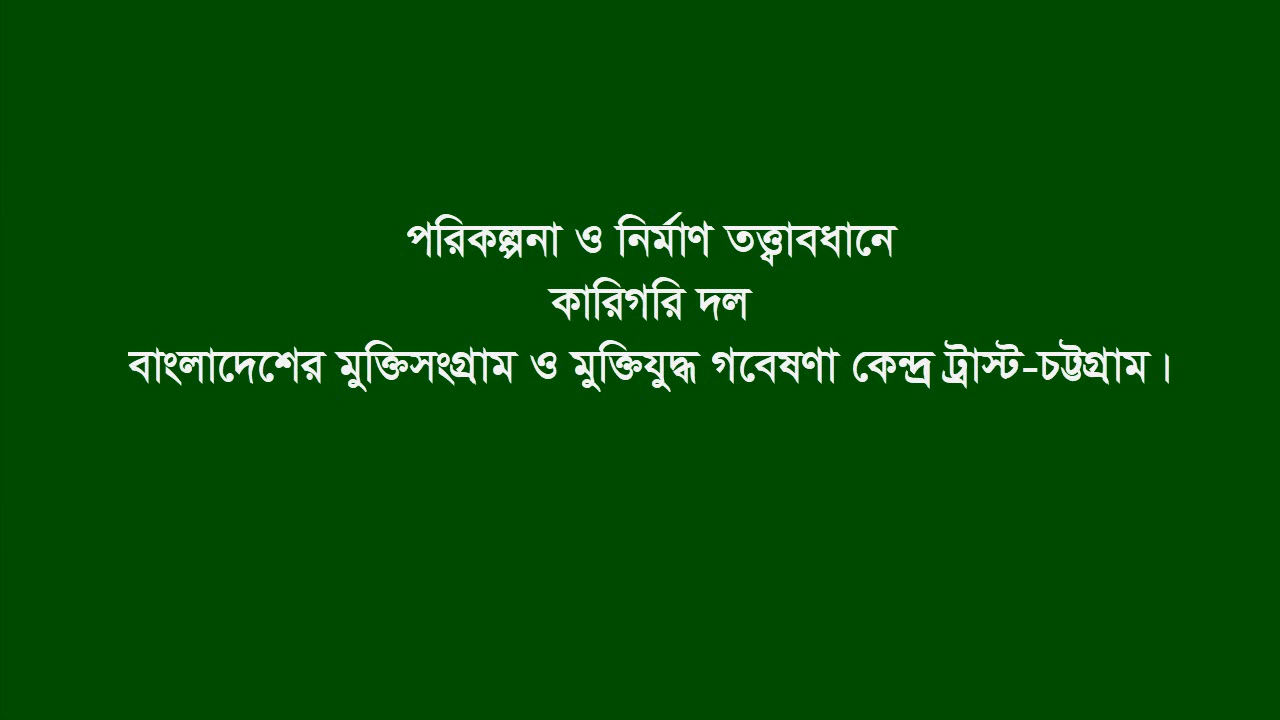 পরিকল্পনা ও নির্মাণ তত্ত্বাবধানে
কারিগরি দল
বাংলাদেশের মুক্তিসংগ্রাম ও মুক্তিযুদ্ধ গবেষণা কেন্দ্র ট্রাস্ট-চট্টগ্রাম।